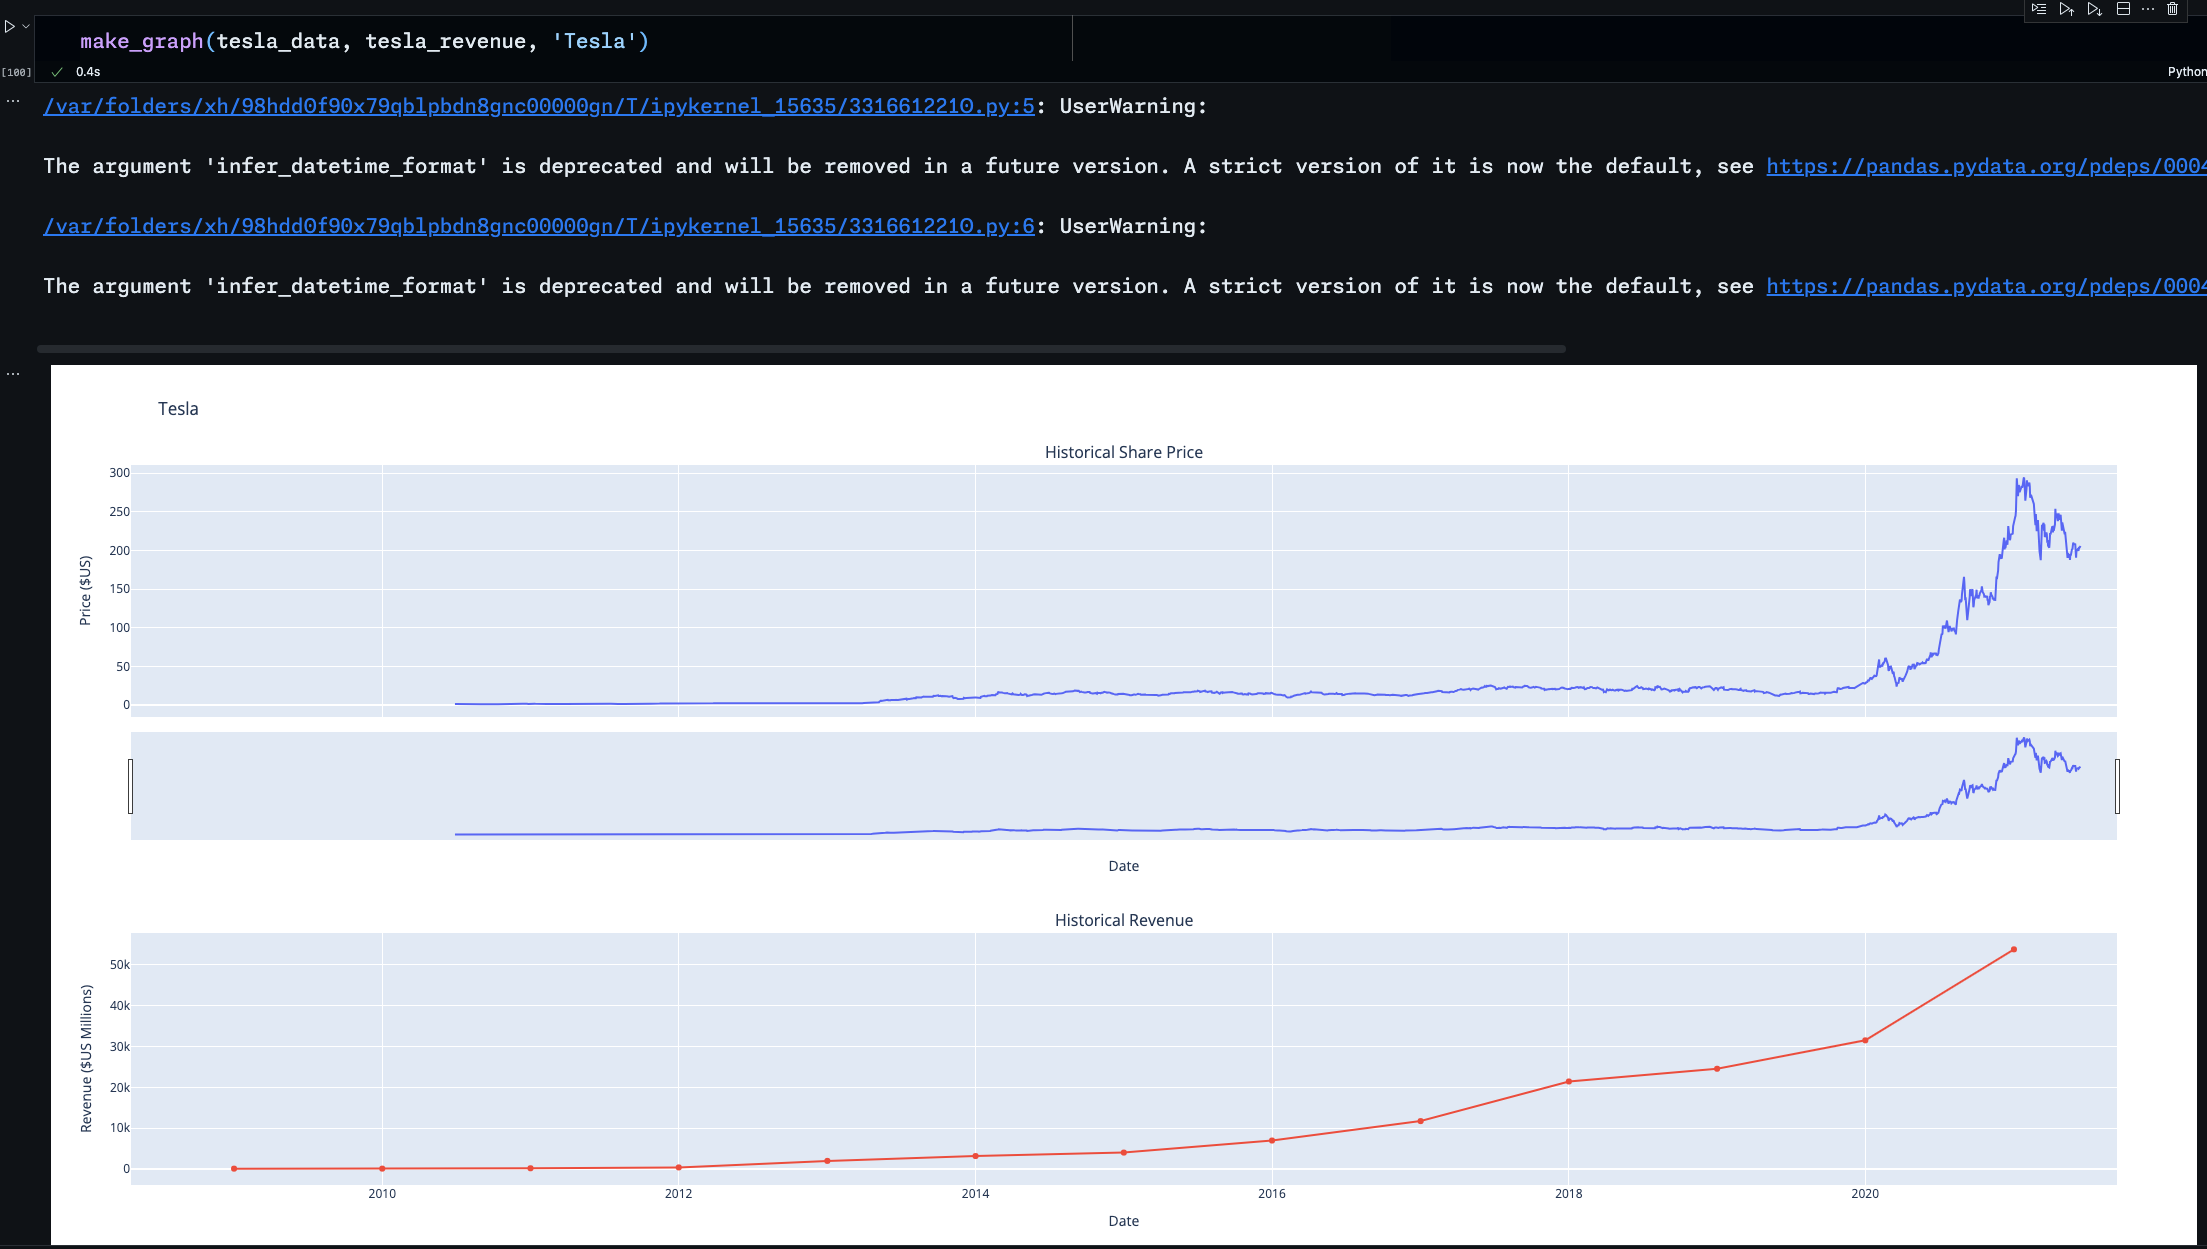 make_graph(tesla_data, tesla_revenue, 'Tesla')
[100]
0.4s
Python
/var/folders/xh/98hdd0f90x79qblpbdn8gnc00000gn/T/ipykernel_15635/3316612210.py:5: UserWarning:
The argument 'infer_datetime_format' is deprecated and will be removed in a future version. A strict version of it is now the default, see https://pandas.pydata.org/pdeps/0004
/var/folders/xh/98hdd0f90x79qblpbdn8gnc00000gn/T/ipykernel_15635/3316612210.py:6: UserWarning:
The argument 'infer_datetime_format' is deprecated and will be removed in a future version. A strict version of it is now the default, see https://pandas.pydata.org/pdeps/0004
Tesla
Historical Share Price
Price ($US)
300
250
200
150
100
50
0
Date
Historical Revenue
Revenue ($US Millions)
50k
40k
30k
20k
10k
0
2010 2012 2014 2016 2018 2020
Date